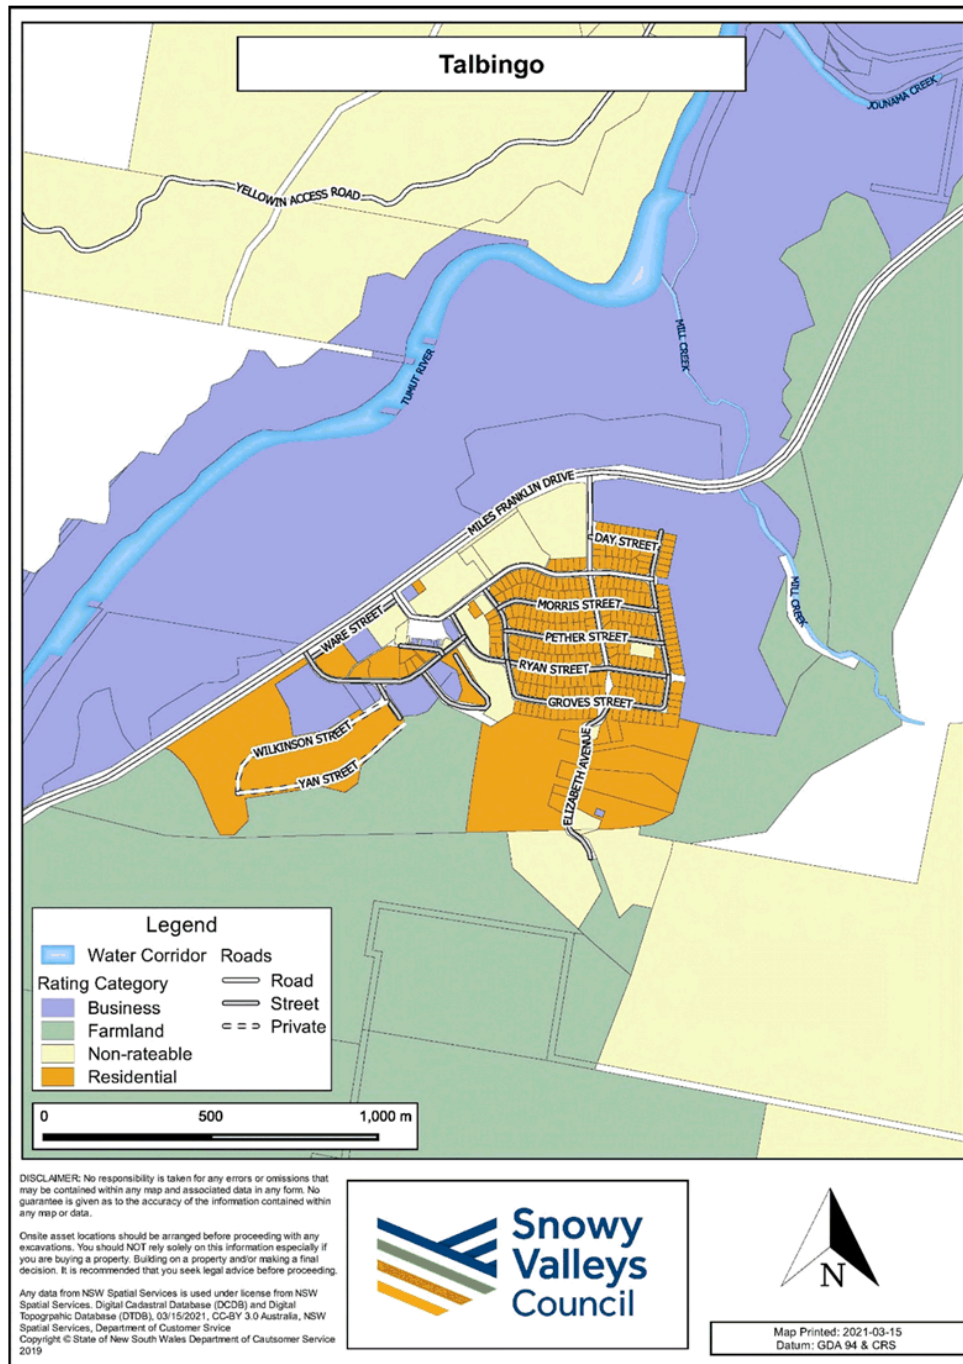 Talbingo
JOUNAMA CREEK
YELLOWIN ACCESS ROAD
MILL CREEK
TUMUT RIVER
MILES FRANKLIN DRIVE
DAY STREET
MILL CREEK
MORRIS STREET
WARE STREET
PETHER STREET
RYAN STREET
GROVES STREET
WILKINSON STREET
ELIZABETH AVENUE
YAN STREET
Legend
Water Corridor
Rating Category
Business
Farmland
Non-rateable
Residential
Roads
Road
Street
Private
0 500 1,000 m
DISCLAIMER: No responsibility is taken for any errors or omissions that
may be contained within any map and associated data in any form. No
guarantee is given as to the accuracy of the information contained within
any map or data.
Onsite asset locations should be arranged before proceeding with any
excavations. You should NOT rely solely on this information especially if
you are buying a property. Building on a property and/or making a final
decision. It is recommended that you seek legal advice before proceeding.
Any data from NSW Spatial Services is used under license from NSW
Spatial Services. Digital Cadastral Database (DCDB) and Digital
Topogrpahic Database (DTDB), 03/15/2021, CC-BY 3.0 Australia, NSW
Spatial Services, Department of Customer Srvice
Copyright © State of New South Wales Department of Cautsomer Service
2019
Snowy
Valleys
Council
N
Map Printed: 2021-03-15
Datum: GDA 94 & CRS